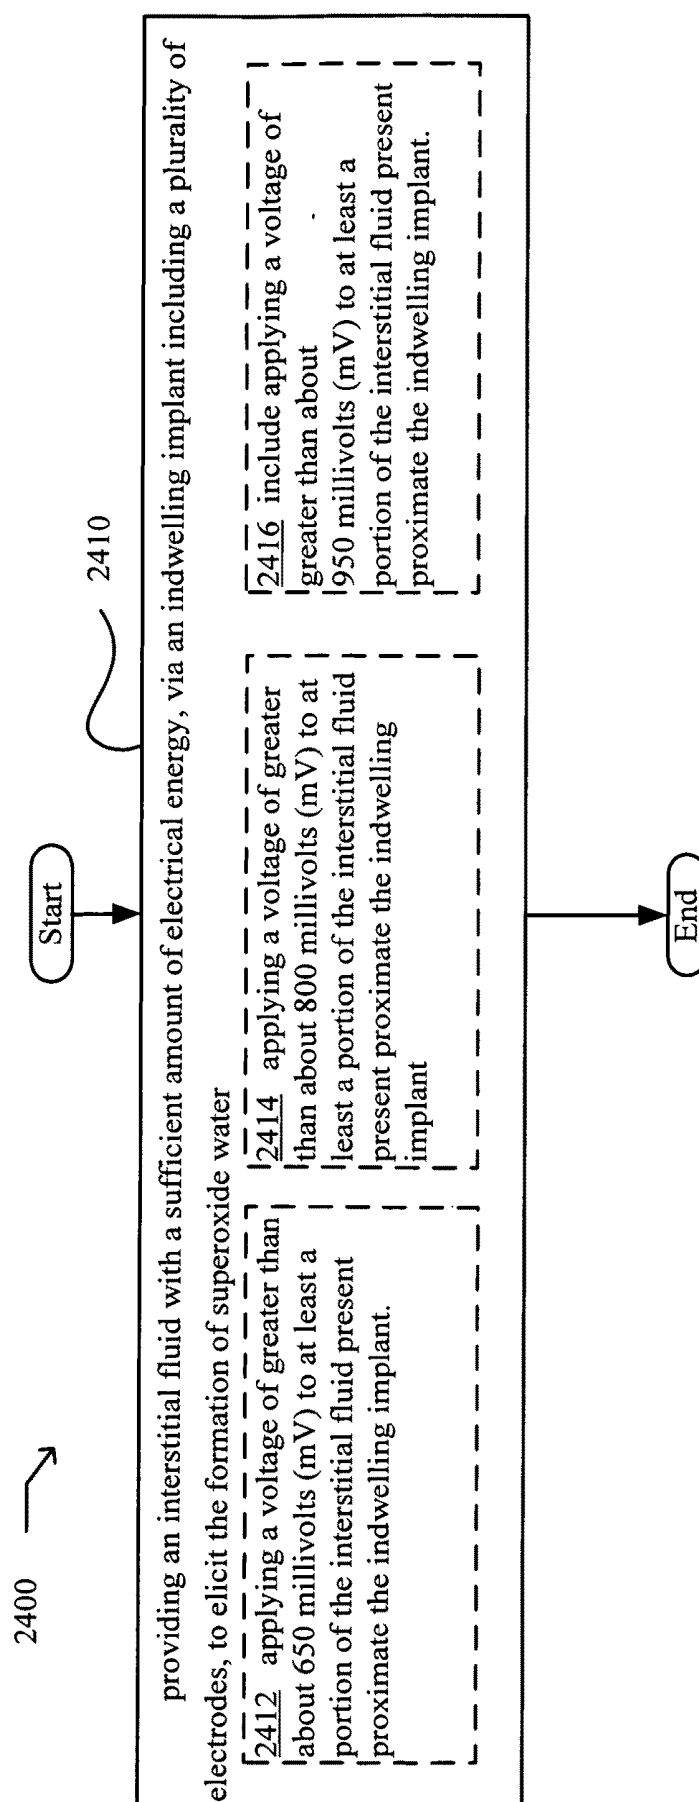 2400
Start
2410
providing an interstitial fluid with a sufficient amount of electrical energy, via an indwelling implant including a plurality of
electrodes, to elicit the formation of superoxide water
2412 applying a voltage of greater than
about 650 millivolts (mV) to at least a
portion of the interstitial fluid present
proximate the indwelling implant.
2414 applying a voltage of greater
than about 800 millivolts (mV) to at
least a portion of the interstitial fluid
present proximate the indwelling
implant
2416 include applying a voltage of
greater than about
950 millivolts (mV) to at least a
portion of the interstitial fluid present
proximate the indwelling implant.
End